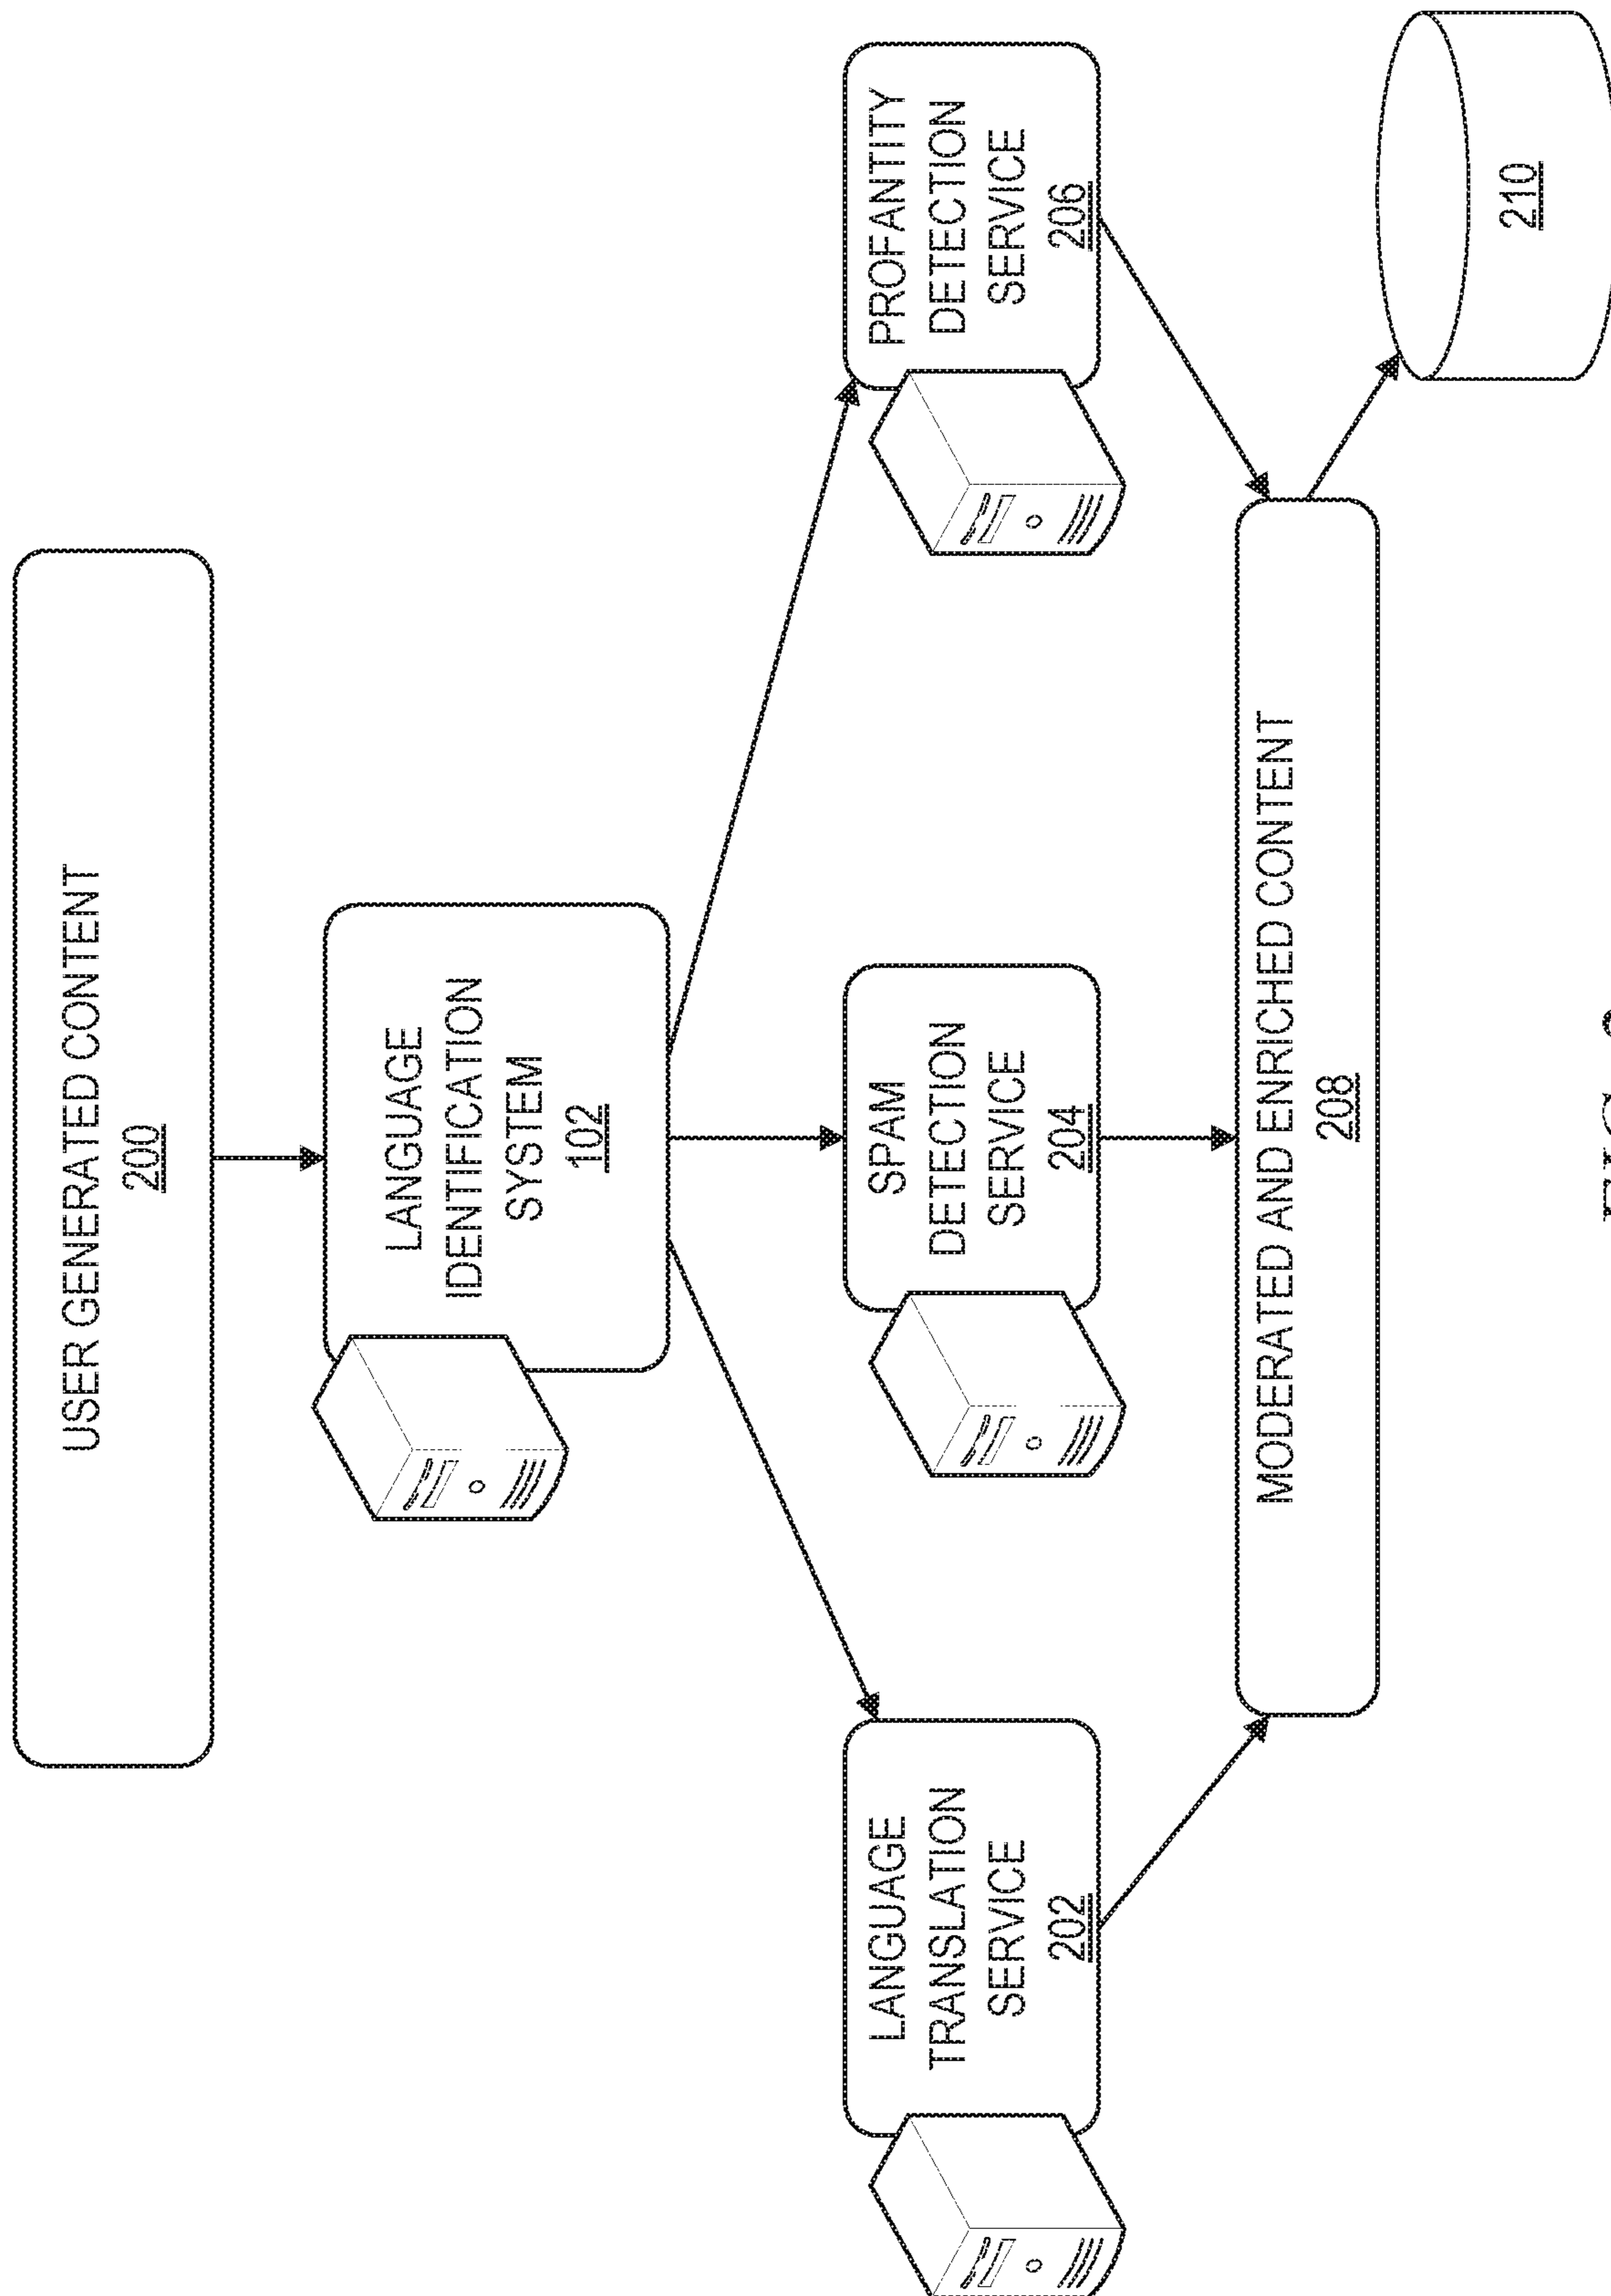 USER GENERATED CONTENT
200
LANGUAGE
IDENTIFICATION
SYSTEM
102
LANGUAGE
TRANSLATION
SERVICE
202
SPAM
DETECTION
SERVICE
204
PROFANTITY
DETECTION
SERVICE
206
MODERATED AND ENRICHED CONTENT
208
210